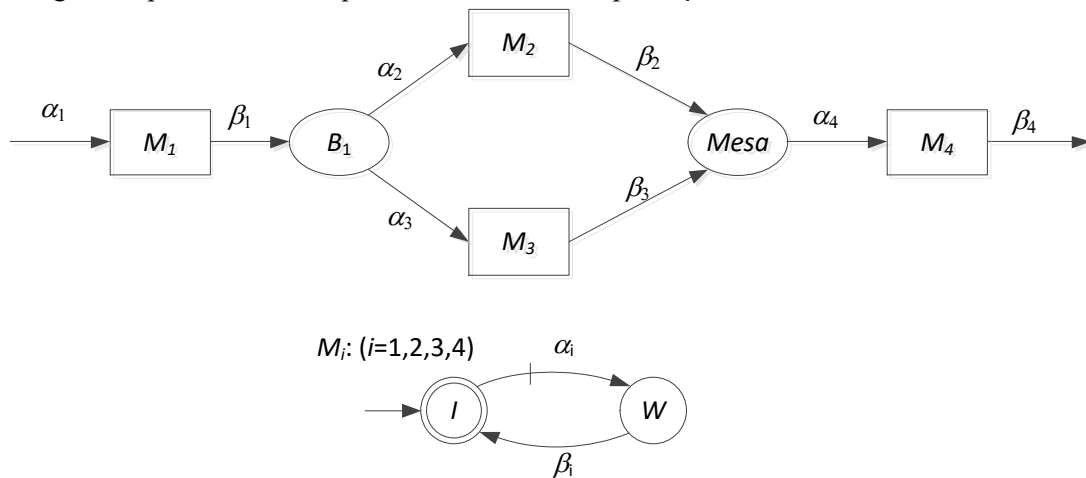 M₂
α₂
β₂
α₁
β₁
α₄
β₄
M₁
B₁
Mesa
M₄
α₃
β₃
M₃
Mᵢ: (i=1,2,3,4)
αᵢ
I
W
βᵢ